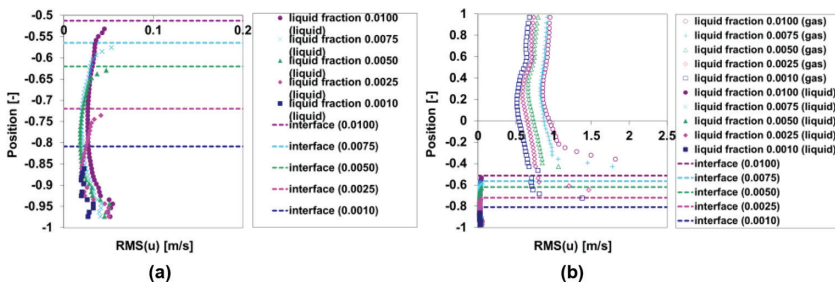 -0.5
-0.55
-0.6
-0.65
-0.7
-0.75
-0.8
-0.85
-0.9
-0.95
-1
0
0.1
0.2
Position [-]
RMS(u) [m/s]
liquid fraction 0.0100
(liquid)
liquid fraction 0.0075
(liquid)
liquid fraction 0.0050
(liquid)
liquid fraction 0.0025
(liquid)
liquid fraction 0.0010
(liquid)
interface (0.0100)
interface (0.0075)
interface (0.0050)
interface (0.0025)
interface (0.0010)
(a)
1
0.8
0.6
0.4
0.2
0
-0.2
-0.4
-0.6
-0.8
-1
0
0.5
1
1.5
2
Position [-]
RMS(u) [m/s]
liquid fraction 0.0100 (gas)
liquid fraction 0.0075 (gas)
liquid fraction 0.0050 (gas)
liquid fraction 0.0025 (gas)
liquid fraction 0.0010 (gas)
liquid fraction 0.0100 (liquid)
liquid fraction 0.0075 (liquid)
liquid fraction 0.0050 (liquid)
liquid fraction 0.0025 (liquid)
liquid fraction 0.0010 (liquid)
interface (0.0100)
interface (0.0075)
interface (0.0050)
interface (0.0025)
interface (0.0010)
(b)